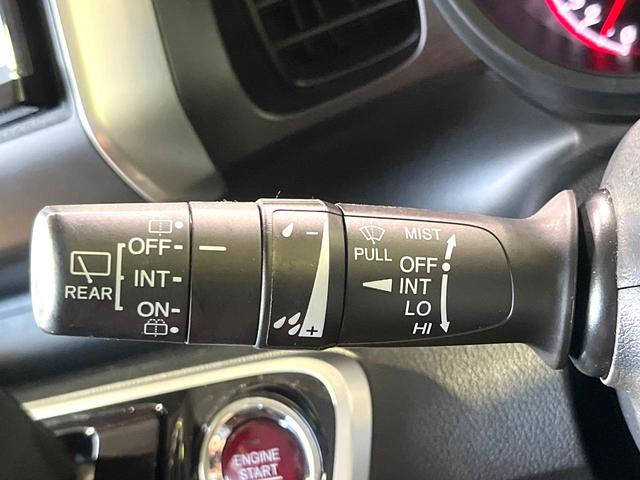 OFF-
INT-
ON-
REAR
-
+
PULL
MIST
OFF
INT
LO
HI
ENGINE
START